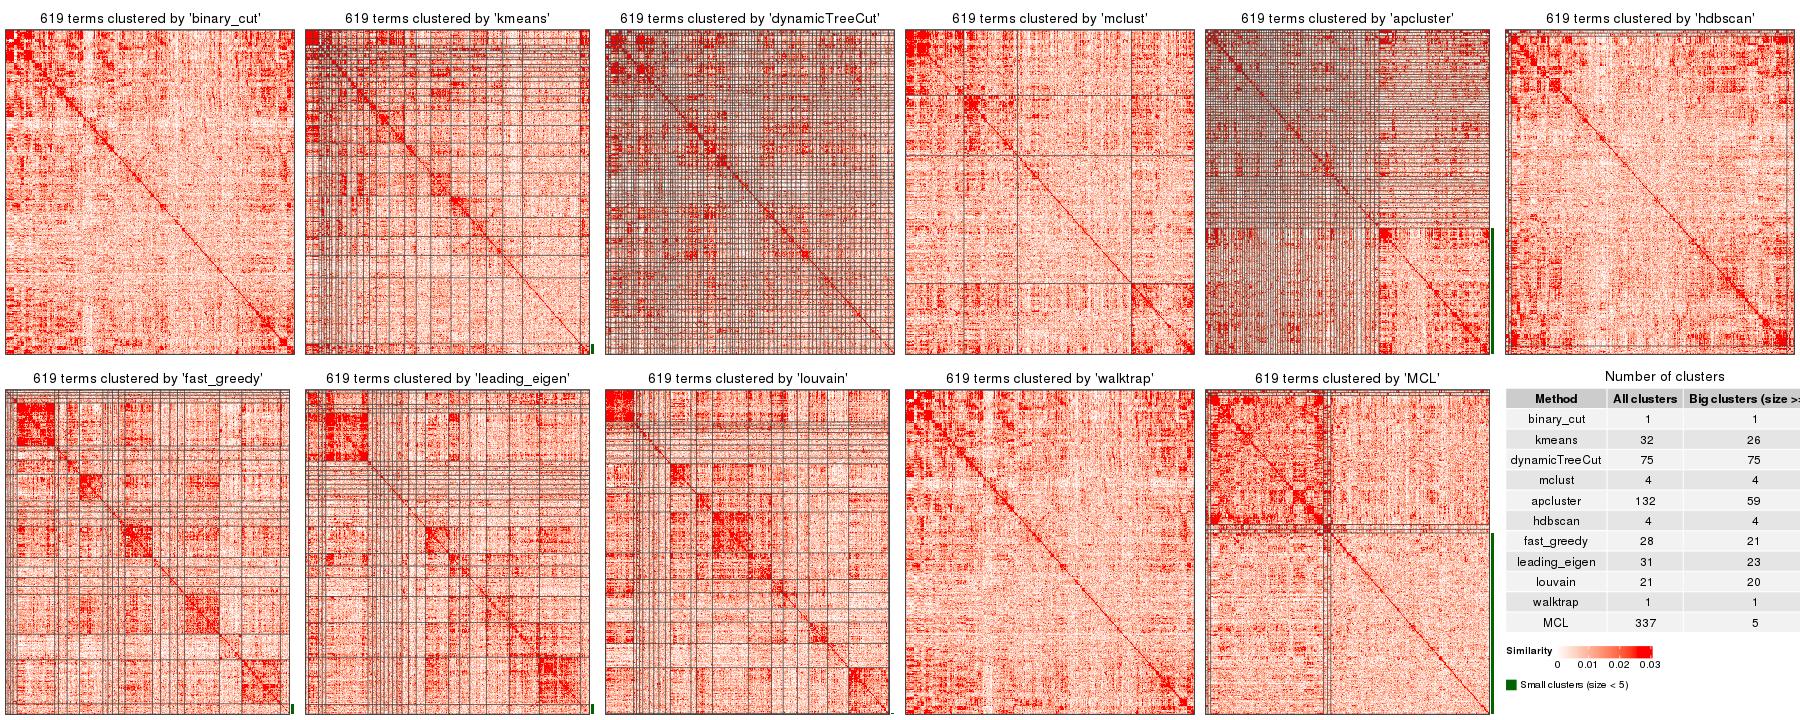 619 terms clustered by 'binary_cut'
619 terms clustered by 'kmeans'
619 terms clustered by 'dynamicTreeCut'
619 terms clustered by 'mclust'
619 terms clustered by 'apcluster'
619 terms clustered by 'hdbscan'
619 terms clustered by 'fast_greedy'
619 terms clustered by 'leading_eigen'
619 terms clustered by 'louvain'
619 terms clustered by 'walktrap'
619 terms clustered by 'MCL'
Number of clusters
Method All clusters Big clusters (size >=
binary_cut 1 1
kmeans 32 26
dynamicTreeCut 75 75
mclust 4 4
apcluster 132 59
hdbscan 4 4
fast_greedy 28 21
leading_eigen 31 23
louvain 21 20
walktrap 1 1
MCL 337 5
Similarity
0 0.01 0.02 0.03
Small clusters (size < 5)